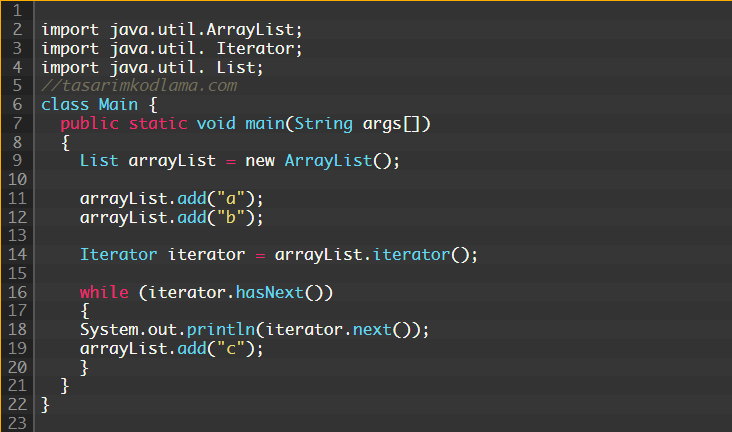 1
2 import java.util.ArrayList;
3 import java.util. Iterator;
4 import java.util. List;
5 //tasarimkodlama.com
6 class Main {
7 public static void main(String args[])
8 {
9 List arrayList = new ArrayList();
10
11 arrayList.add("a");
12 arrayList.add("b");
13
14 Iterator iterator = arrayList.iterator();
15
16 while (iterator.hasNext())
17 {
18 System.out.println(iterator.next());
19 arrayList.add("c");
20 }
21 }
22 }
23